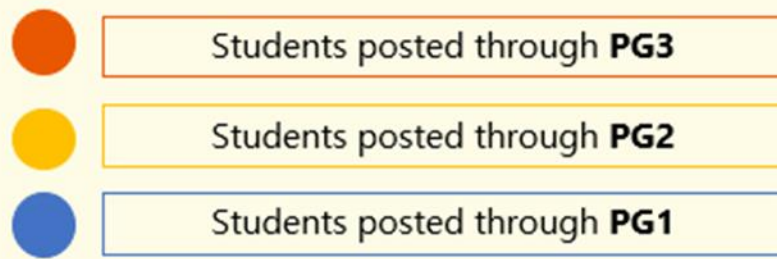 Students posted through PG3
Students posted through PG2
Students posted through PG1